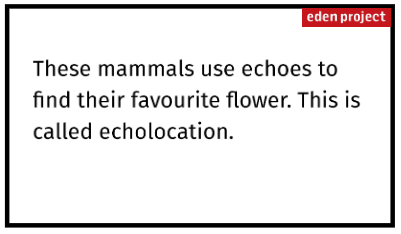 eden project
These mammals use echoes to
find their favourite flower. This is
called echolocation.